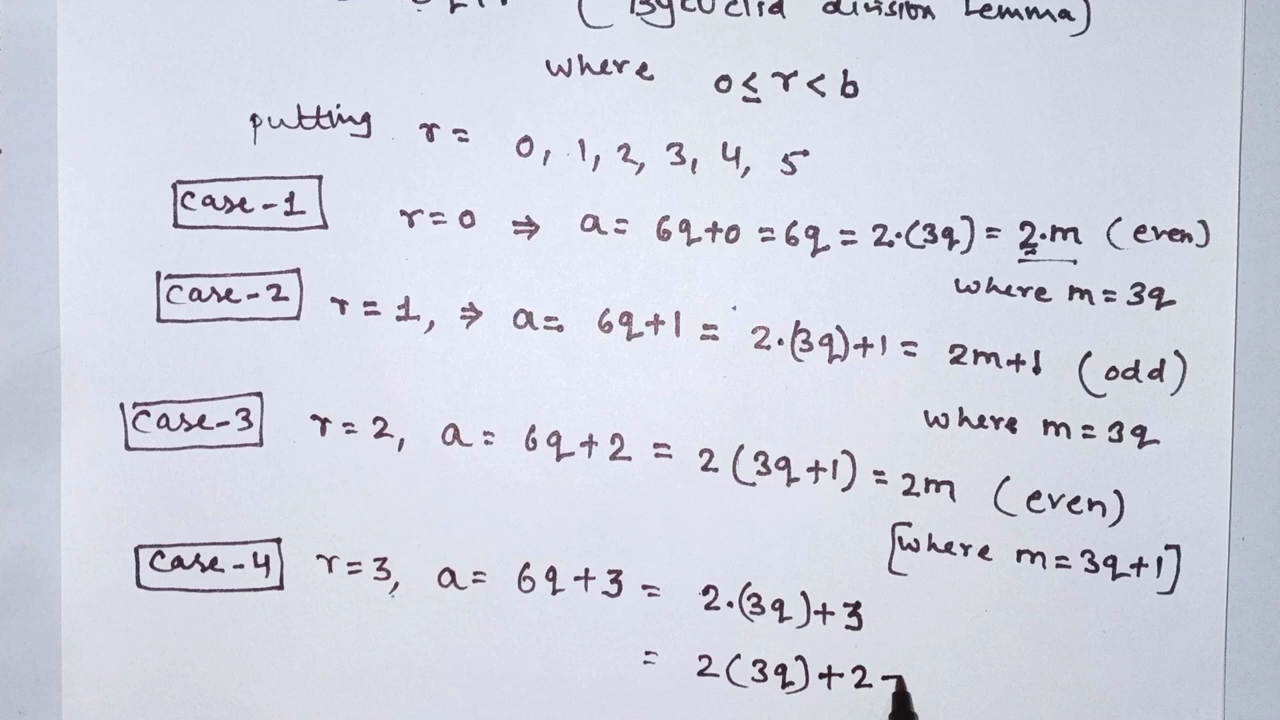 (By Euclid division Lemma)
where 0≤r<b
putting r= 0, 1, 2, 3, 4, 5
Case-1 r=0 ⇒ a= 6q+0 =6q = 2.(3q) = 2.m (even)
where m=3q
Case-2 r=1, ⇒ a= 6q+1 = 2.(3q)+1 = 2m+1 (odd)
where m=3q
Case-3 r=2, a= 6q+2 = 2(3q+1) = 2m (even)
[where m=3q+1]
Case-4 r=3, a= 6q+3 = 2.(3q)+3
= 2(3q)+2